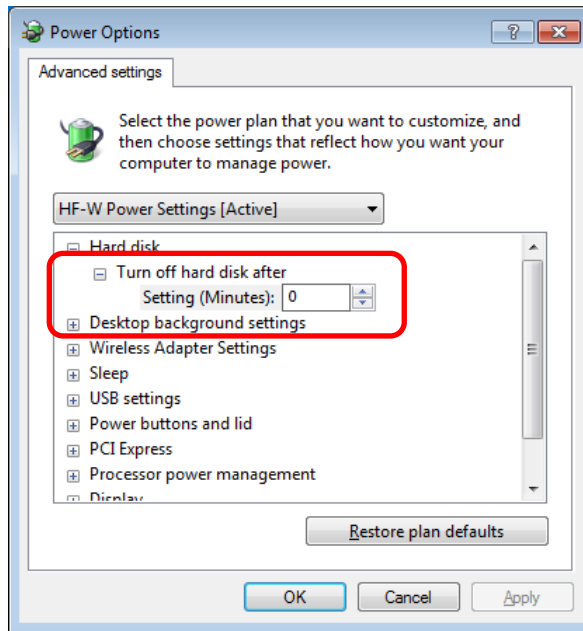 Power Options
Advanced settings
Select the power plan that you want to customize, and
then choose settings that reflect how you want your
computer to manage power.
HF-W Power Settings [Active]
Hard disk
Turn off hard disk after
Setting (Minutes): 0
Desktop background settings
Wireless Adapter Settings
Sleep
USB settings
Power buttons and lid
PCI Express
Processor power management
Display
Restore plan defaults
OK Cancel Apply